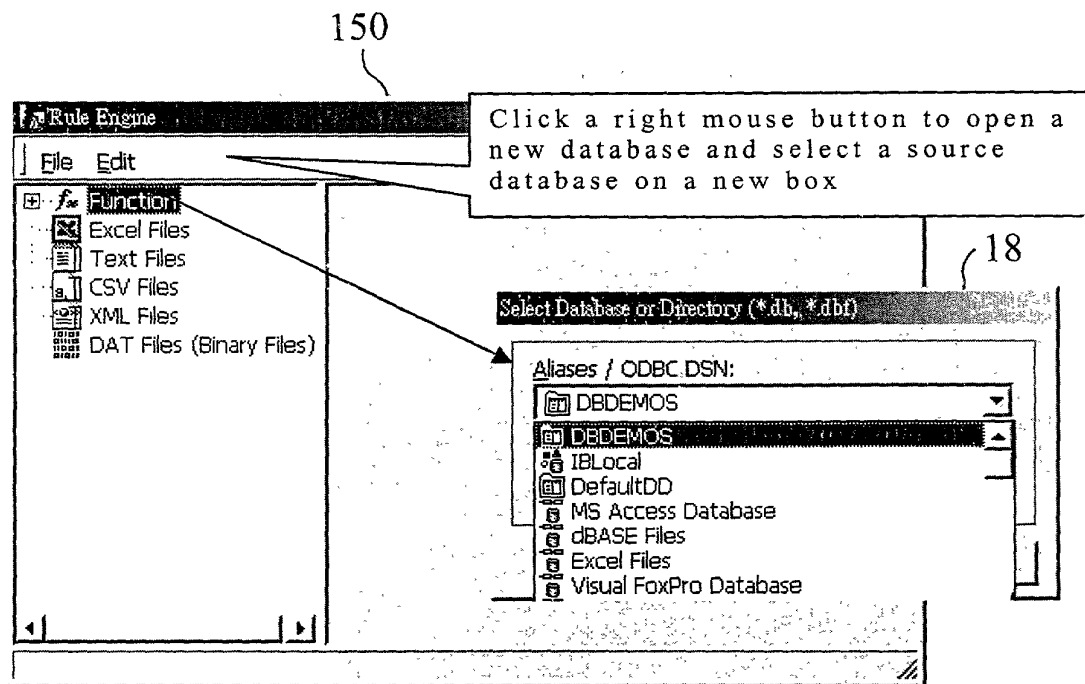 150
Rule Engine
Click a right mouse button to open a
new database and select a source
database on a new box
File Edit
Function
Excel Files
Text Files
CSV Files
XML Files
DAT Files (Binary Files)
18
Select Database or Directory (*.db, *.dbf)
Aliases / ODBC DSN:
DBDEMOS
DBDEMOS
IBLocal
DefaultDD
MS Access Database
dBASE Files
Excel Files
Visual FoxPro Database